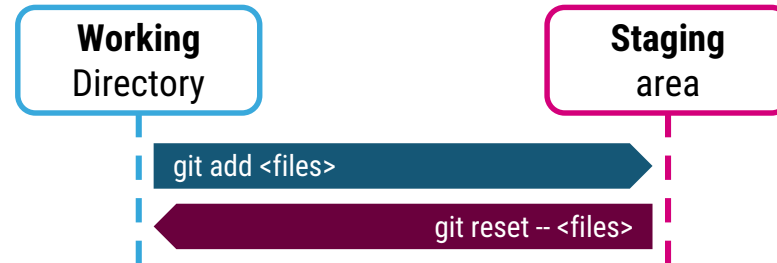 Working
Directory
Staging
area
git add <files>
git reset -- <files>